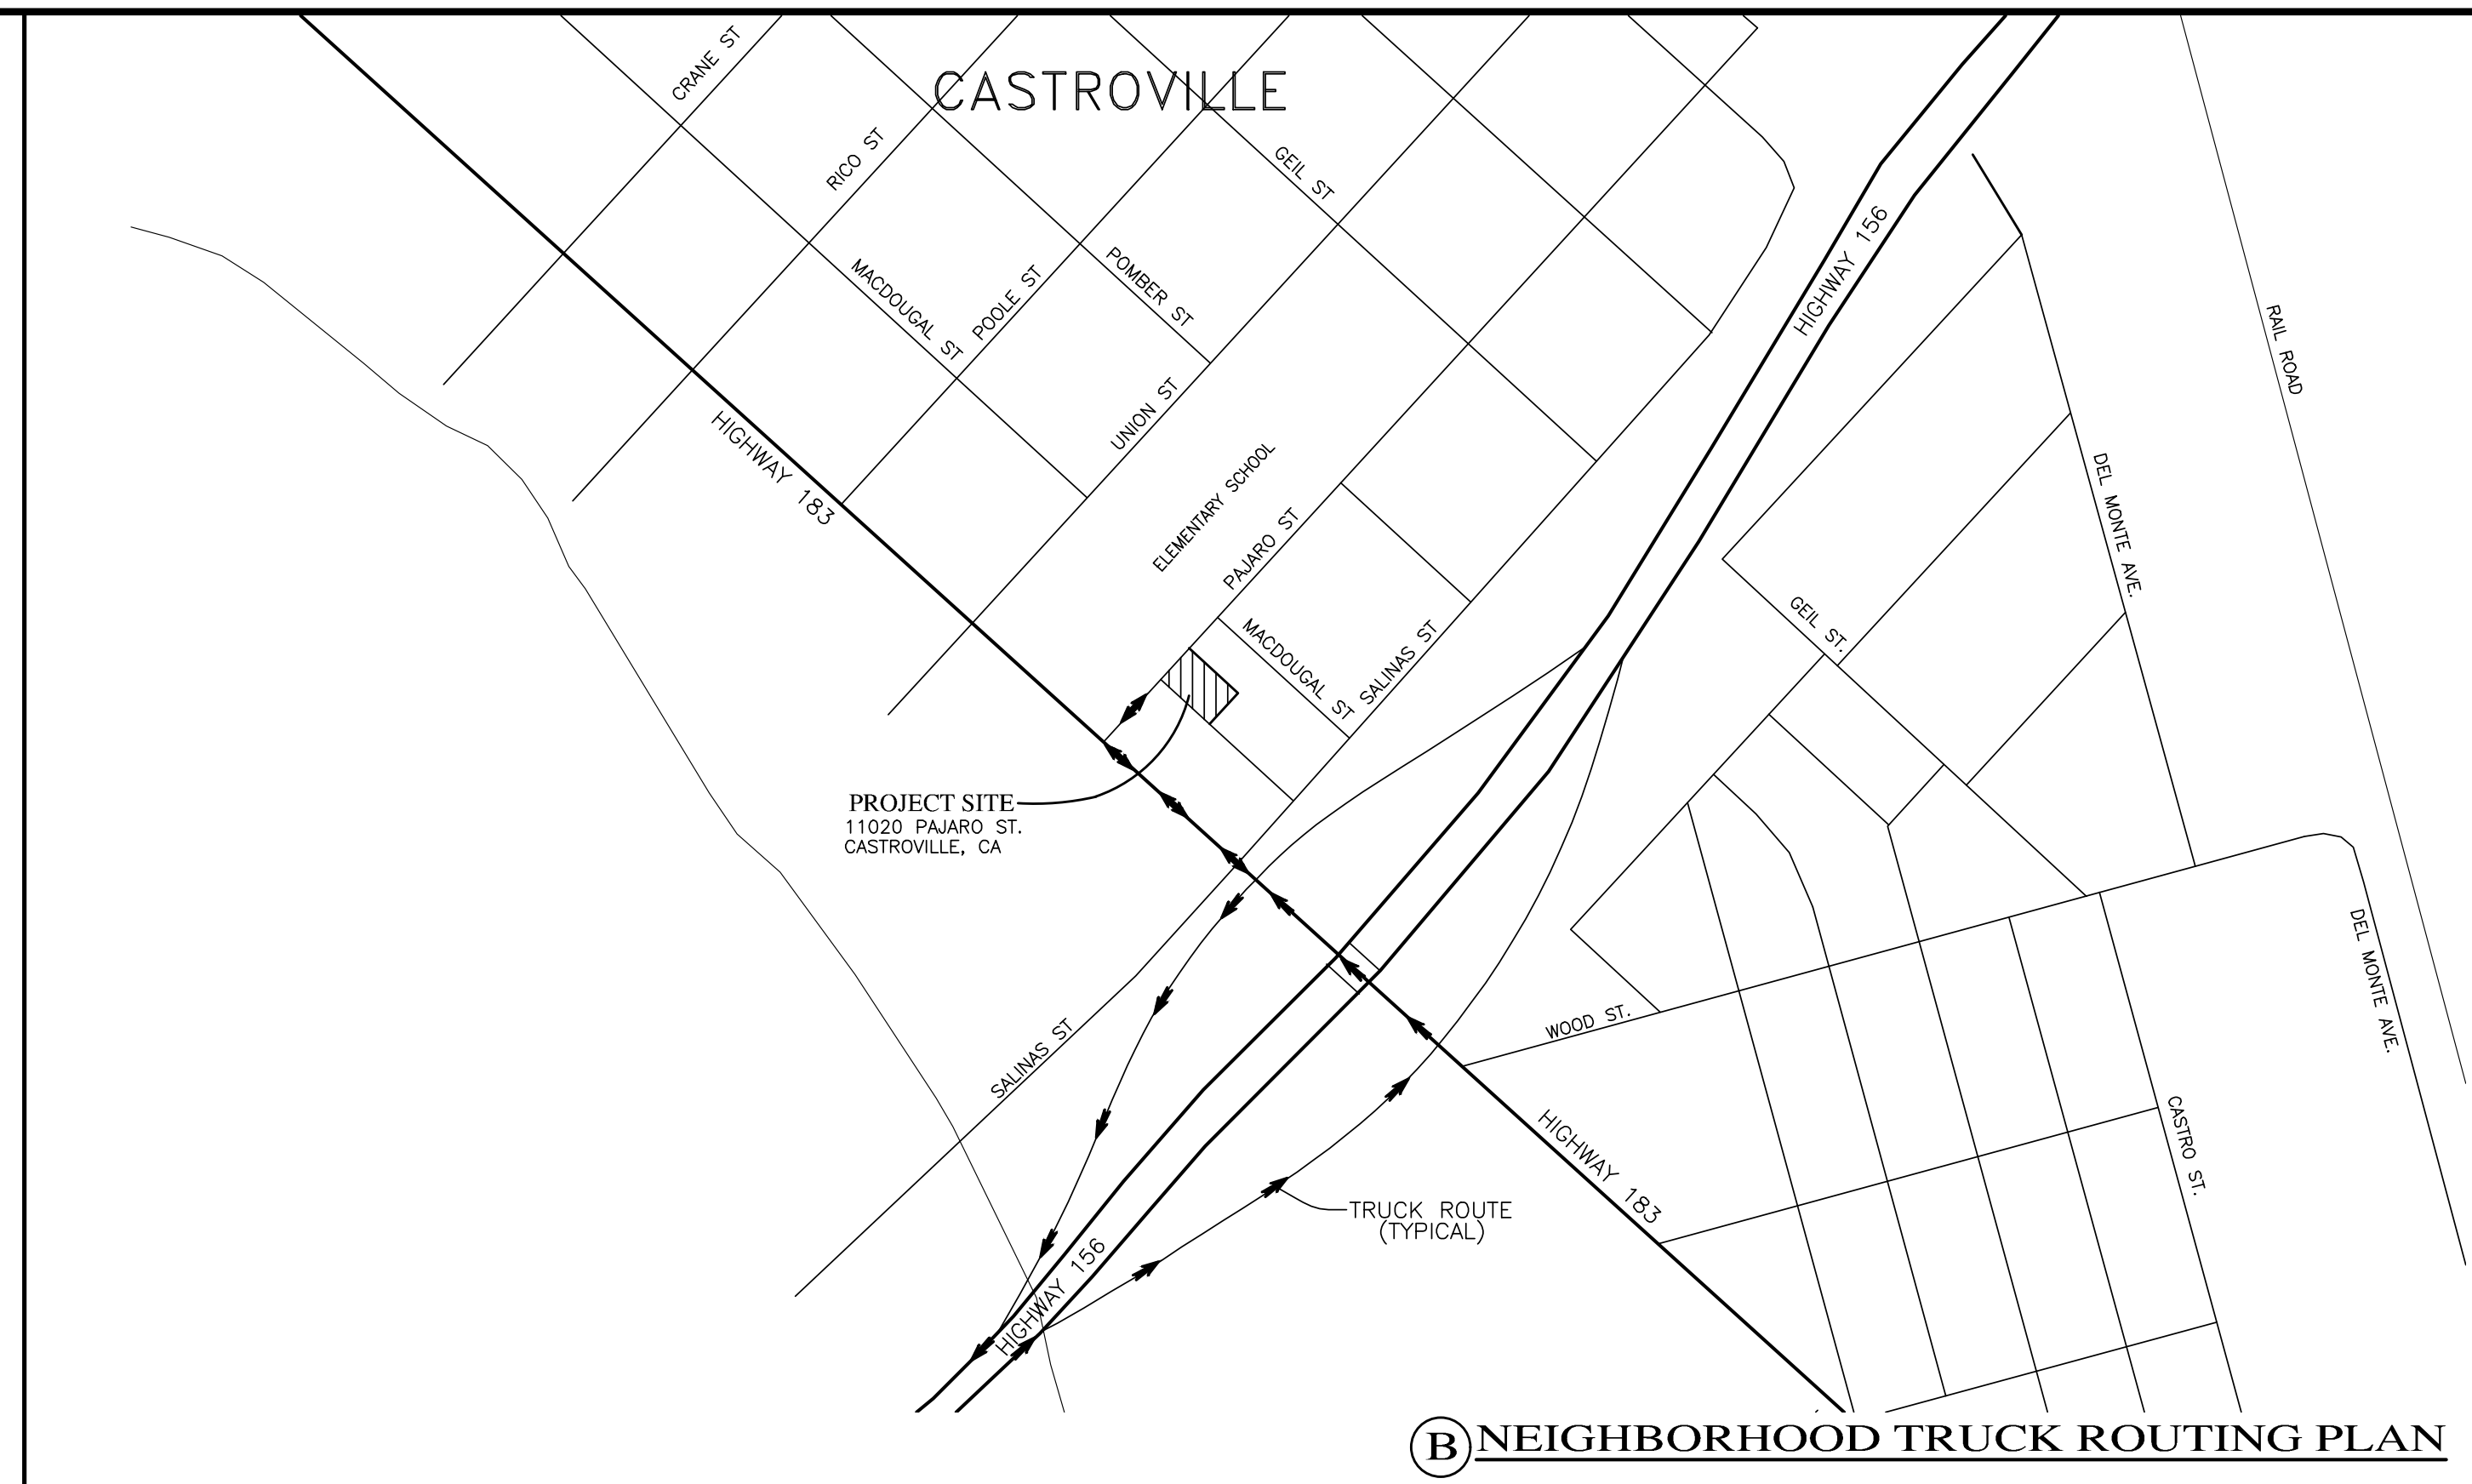 CRANE ST
CASTROVILLE
RICO ST
GEIL ST
HIGHWAY 156
MACDOUGAL ST
POOLE ST
POMBER ST
RAIL ROAD
UNION ST
HIGHWAY 183
ELEMENTARY SCHOOL
PAJARO ST
DEL MONTE AVE.
GEIL ST.
MACDOUGAL ST
SALINAS ST
PROJECT SITE
11020 PAJARO ST.
CASTROVILLE, CA
DEL MONTE AVE.
WOOD ST.
SALINAS ST
CASTRO ST.
HIGHWAY 183
TRUCK ROUTE
(TYPICAL)
HIGHWAY 156
B NEIGHBORHOOD TRUCK ROUTING PLAN